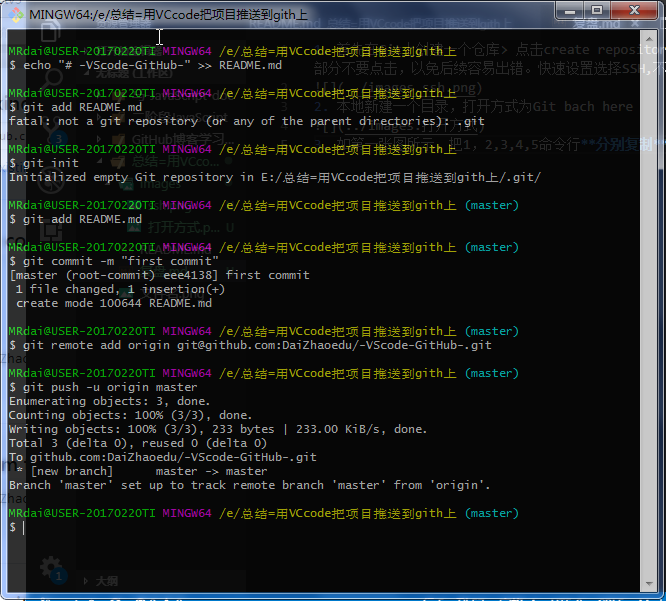 MINGW64:/e/总结=用VCcode把项目推送到gith上
MRdai@USER-20170220TI MINGW64 /e/总结=用VCcode把项目推送到gith上
$ echo "# -VScode-GitHub-" >> README.md
MRdai@USER-20170220TI MINGW64 /e/总结=用VCcode把项目推送到gith上
$ git add README.md
fatal: not a git repository (or any of the parent directories): .git
MRdai@USER-20170220TI MINGW64 /e/总结=用VCcode把项目推送到gith上
$ git init
Initialized empty Git repository in E:/总结=用VCcode把项目推送到gith上/.git/
MRdai@USER-20170220TI MINGW64 /e/总结=用VCcode把项目推送到gith上 (master)
$ git add README.md
MRdai@USER-20170220TI MINGW64 /e/总结=用VCcode把项目推送到gith上 (master)
$ git commit -m "first commit"
[master (root-commit) eee4138] first commit
1 file changed, 1 insertion(+)
create mode 100644 README.md
MRdai@USER-20170220TI MINGW64 /e/总结=用VCcode把项目推送到gith上 (master)
$ git remote add origin git@github.com:DaiZhaoedu/-VScode-GitHub-.git
MRdai@USER-20170220TI MINGW64 /e/总结=用VCcode把项目推送到gith上 (master)
$ git push -u origin master
Enumerating objects: 3, done.
Counting objects: 100% (3/3), done.
Writing objects: 100% (3/3), 233 bytes | 233.00 KiB/s, done.
Total 3 (delta 0), reused 0 (delta 0)
To github.com:DaiZhaoedu/-VScode-GitHub-.git
* [new branch] master -> master
Branch 'master' set up to track remote branch 'master' from 'origin'.
MRdai@USER-20170220TI MINGW64 /e/总结=用VCcode把项目推送到gith上 (master)
$
大纲